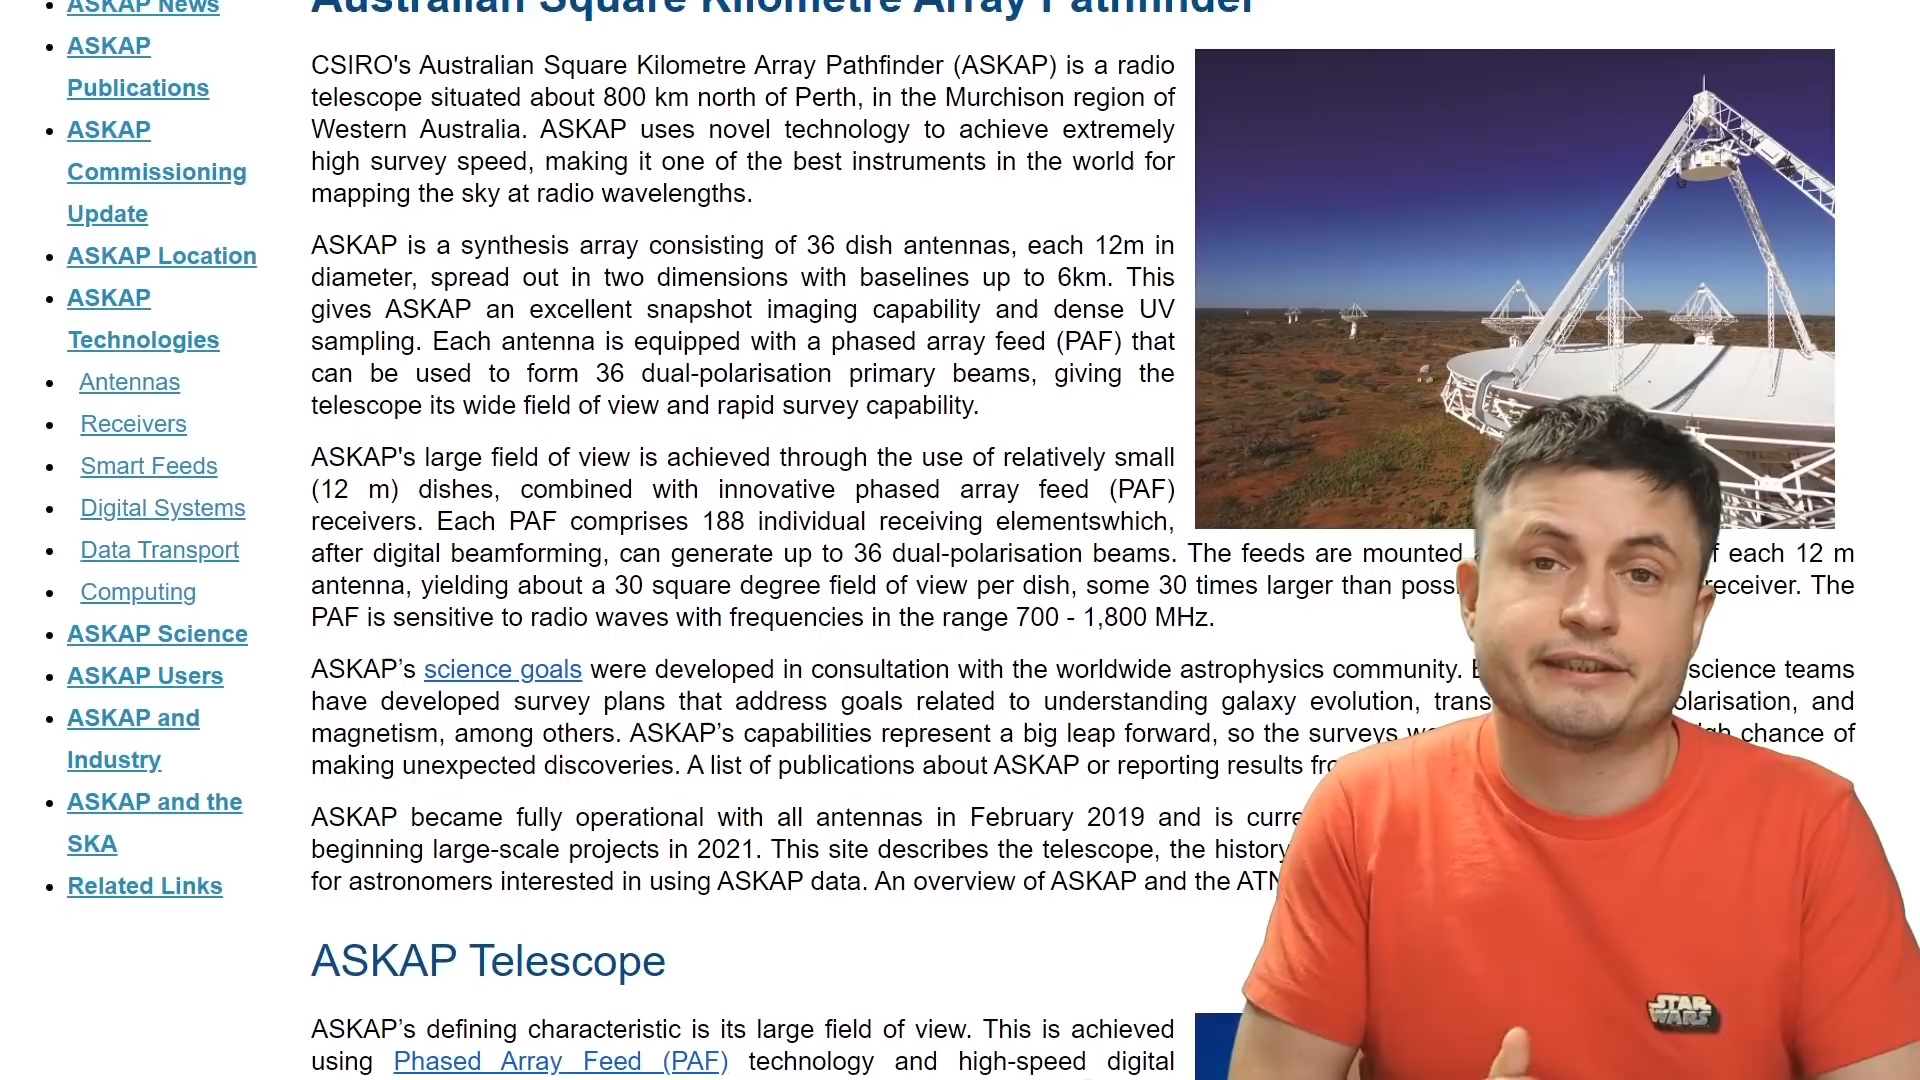 ASKAP News
ASKAP
Publications
ASKAP
Commissioning
Update
ASKAP Location
ASKAP
Technologies
Antennas
Receivers
Smart Feeds
Digital Systems
Data Transport
Computing
ASKAP Science
ASKAP Users
ASKAP and
Industry
ASKAP and the
SKA
Related Links
Australian Square Kilometre Array Pathfinder
CSIRO's Australian Square Kilometre Array Pathfinder (ASKAP) is a radio
telescope situated about 800 km north of Perth, in the Murchison region of
Western Australia. ASKAP uses novel technology to achieve extremely
high survey speed, making it one of the best instruments in the world for
mapping the sky at radio wavelengths.
ASKAP is a synthesis array consisting of 36 dish antennas, each 12m in
diameter, spread out in two dimensions with baselines up to 6km. This
gives ASKAP an excellent snapshot imaging capability and dense UV
sampling. Each antenna is equipped with a phased array feed (PAF) that
can be used to form 36 dual-polarisation primary beams, giving the
telescope its wide field of view and rapid survey capability.
ASKAP's large field of view is achieved through the use of relatively small
(12 m) dishes, combined with innovative phased array feed (PAF)
receivers. Each PAF comprises 188 individual receiving elementswhich,
after digital beamforming, can generate up to 36 dual-polarisation beams. The feeds are mounted each 12 m
antenna, yielding about a 30 square degree field of view per dish, some 30 times larger than receiver. The
PAF is sensitive to radio waves with frequencies in the range 700 - 1,800 MHz.
ASKAP’s science goals were developed in consultation with the worldwide astrophysics community. science teams
have developed survey plans that address goals related to understanding galaxy evolution, and
magnetism, among others. ASKAP’s capabilities represent a big leap forward, so the surveys chance of
making unexpected discoveries. A list of publications about ASKAP or reporting results
ASKAP became fully operational with all antennas in February 2019 and is
beginning large-scale projects in 2021. This site describes the telescope, the history
for astronomers interested in using ASKAP data. An overview of ASKAP and the
ASKAP Telescope
ASKAP’s defining characteristic is its large field of view. This is achieved
using Phased Array Feed (PAF) technology and high-speed digital
STAR
WARS